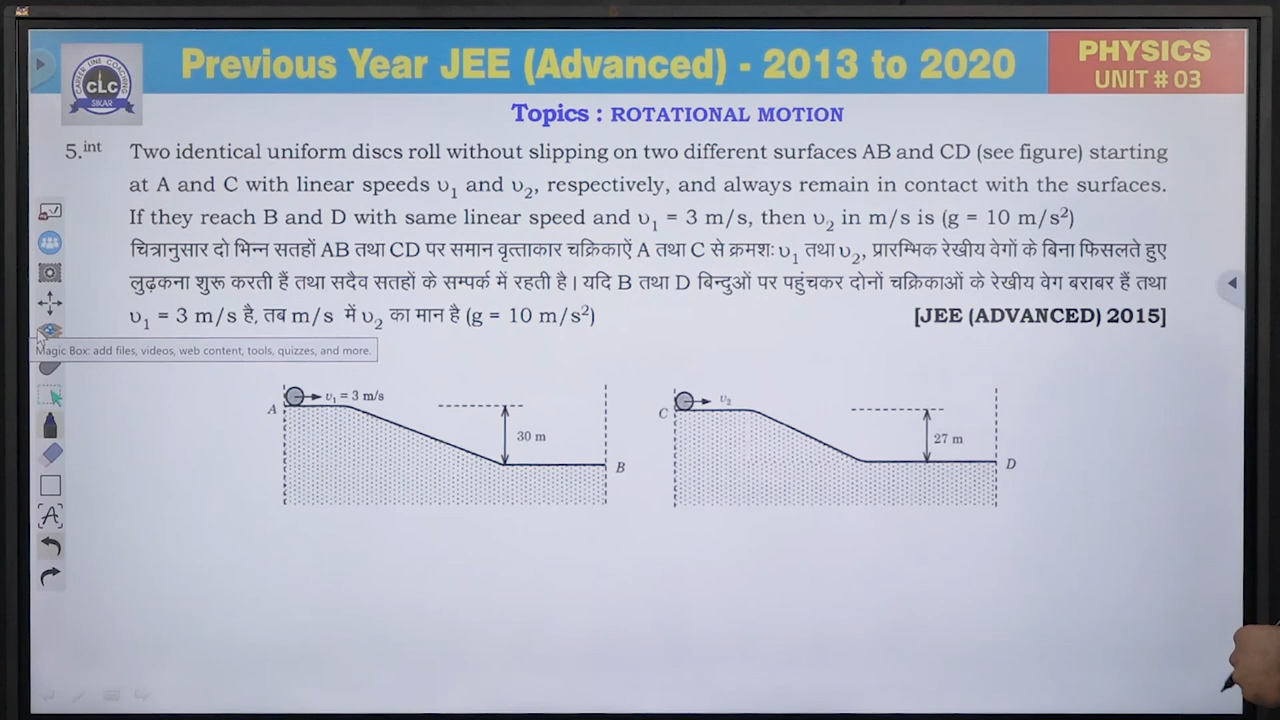 CAREER LINE COACHING
CLC
SIKAR
Previous Year JEE (Advanced) - 2013 to 2020
PHYSICS
UNIT # 03
Topics : ROTATIONAL MOTION
5.int Two identical uniform discs roll without slipping on two different surfaces AB and CD (see figure) starting
at A and C with linear speeds υ₁ and υ₂, respectively, and always remain in contact with the surfaces.
If they reach B and D with same linear speed and υ₁ = 3 m/s, then υ₂ in m/s is (g = 10 m/s²)
चित्रानुसार दो भिन्न सतहों AB तथा CD पर समान वृत्ताकार चक्रिकाऐं A तथा C से क्रमश: υ₁ तथा υ₂, प्रारम्भिक रेखीय वेगों के बिना फिसलते हुए
लुढ़कना शुरू करती हैं तथा सदैव सतहों के सम्पर्क में रहती है। यदि B तथा D बिन्दुओं पर पहुंचकर दोनों चक्रिकाओं के रेखीय वेग बराबर हैं तथा
υ₁ = 3 m/s है, तब m/s में υ₂ का मान है (g = 10 m/s²) [JEE (ADVANCED) 2015]
Magic Box: add files, videos, web content, tools, quizzes, and more.
A υ₁ = 3 m/s 30 m B
C υ₂ 27 m D